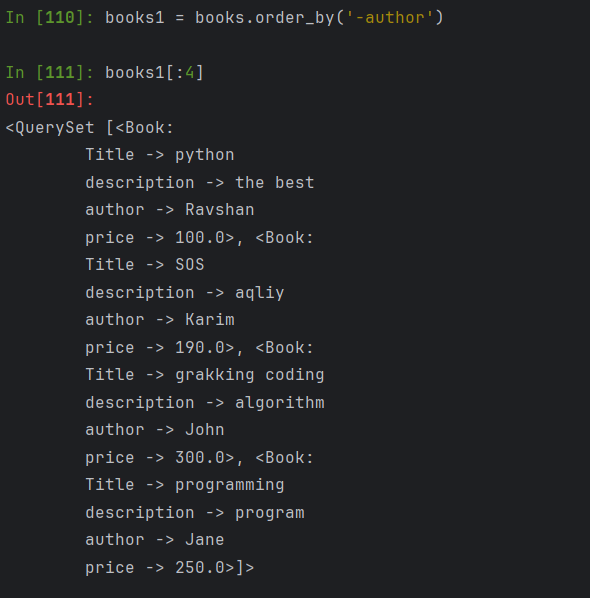 In [110]: books1 = books.order_by('-author')
In [111]: books1[:4]
Out[111]:
<QuerySet [<Book:
Title -> python
description -> the best
author -> Ravshan
price -> 100.0>, <Book:
Title -> SOS
description -> aqliy
author -> Karim
price -> 190.0>, <Book:
Title -> grakking coding
description -> algorithm
author -> John
price -> 300.0>, <Book:
Title -> programming
description -> program
author -> Jane
price -> 250.0>]>